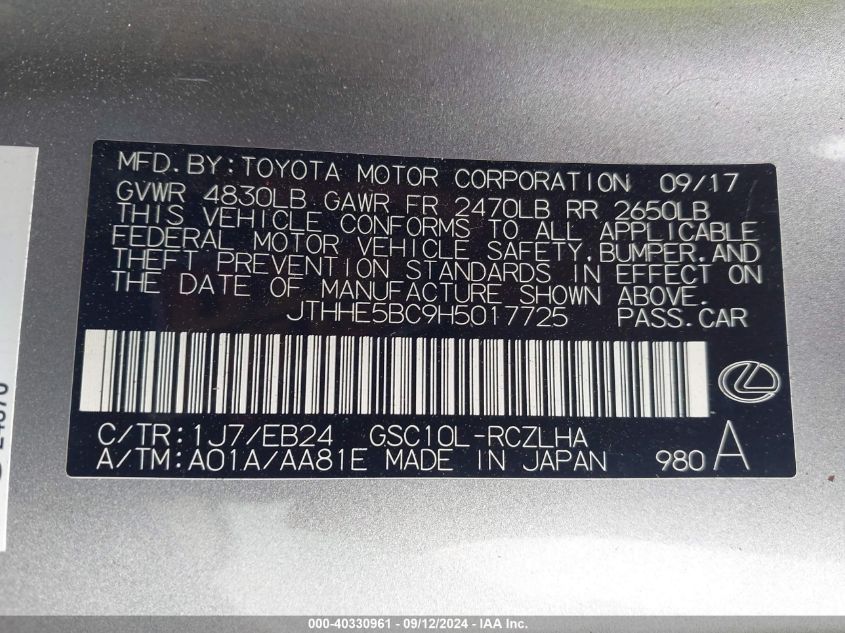 MFD.BY:TOYOTA MOTOR CORPORATION 09/17
GVWR 4830LB GAWR FR 2470LB RR 2650LB
THIS VEHICLE CONFORMS TO ALL APPLICABLE
FEDERAL MOTOR VEHICLE SAFETY.BUMPER.AND
THEFT PREVENTION STANDARDS IN EFFECT ON
THE DATE OF MANUFACTURE SHOWN ABOVE.
JTHHE5BC9H5017725 PASS.CAR
C/TR:1J7/EB24 GSC10L-RCZLHA
A/TM:A01A/AA81E MADE IN JAPAN 980 A
000-40330961 - 09/12/2024 - © IAA, Inc.